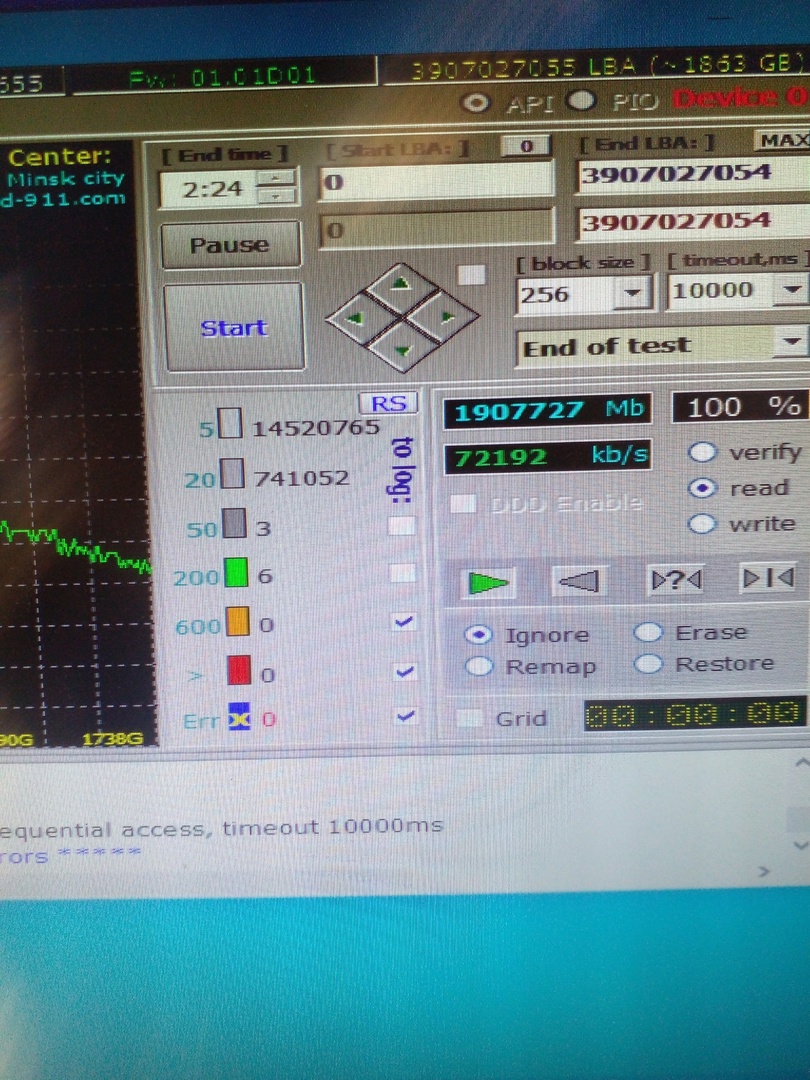 555 Fw: 01.01D01 3907027055 LBA (~1863 GB)
API PIO Device 0
Center: [ End time ] [ Start LBA: ] 0 [ End LBA: ] MAX
Minsk city 2:24 0 3907027054
d-911.com
Pause 0 3907027054
[ block size ] [ timeout,ms
256 10000
Start
End of test
RS
5 14520765 1907727 Mb 100 %
20 741052 to log: 72192 kb/s verify
DDD Enable read
50 3 write
200 6
600 0 Ignore Erase
> 0 Remap Restore
Err x 0 Grid 00:00:00
90G 1738G
equential access, timeout 10000ms
rors *****